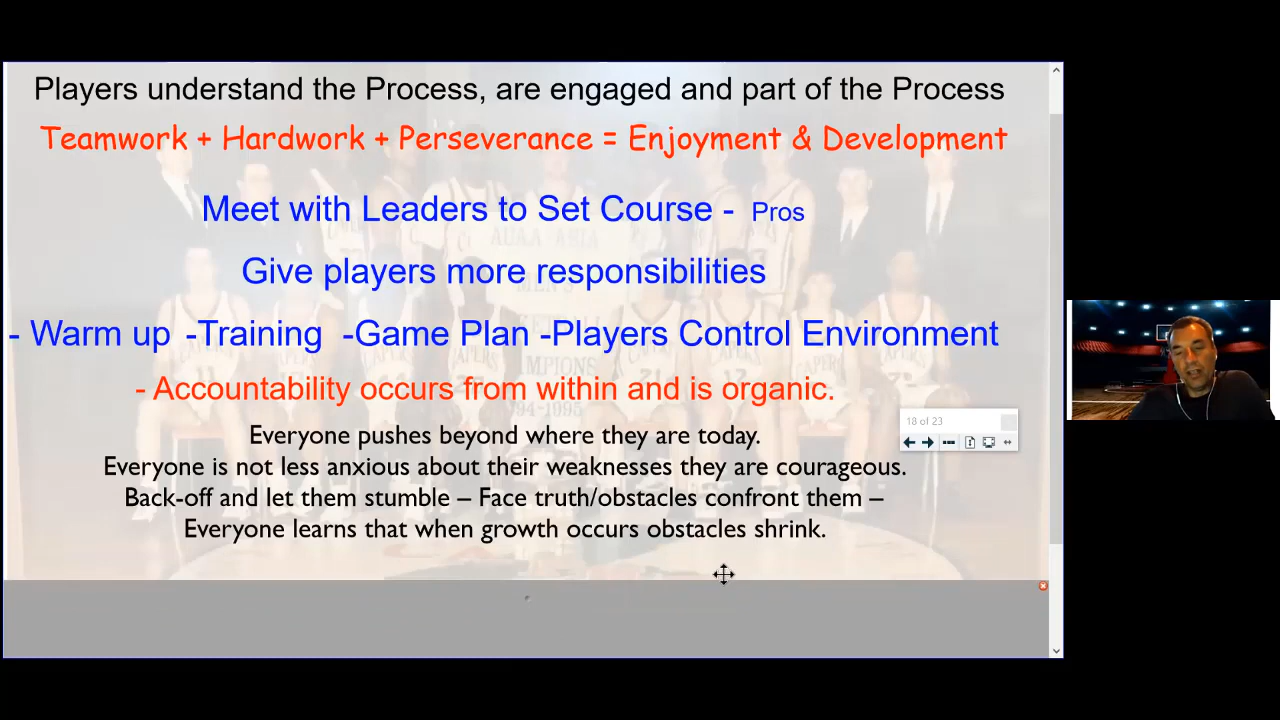 Players understand the Process, are engaged and part of the Process
Teamwork + Hardwork + Perseverance = Enjoyment & Development
Meet with Leaders to Set Course - Pros
Give players more responsibilities
- Warm up -Training -Game Plan -Players Control Environment
- Accountability occurs from within and is organic.
18 of 23
Everyone pushes beyond where they are today.
Everyone is not less anxious about their weaknesses they are courageous.
Back-off and let them stumble – Face truth/obstacles confront them –
Everyone learns that when growth occurs obstacles shrink.